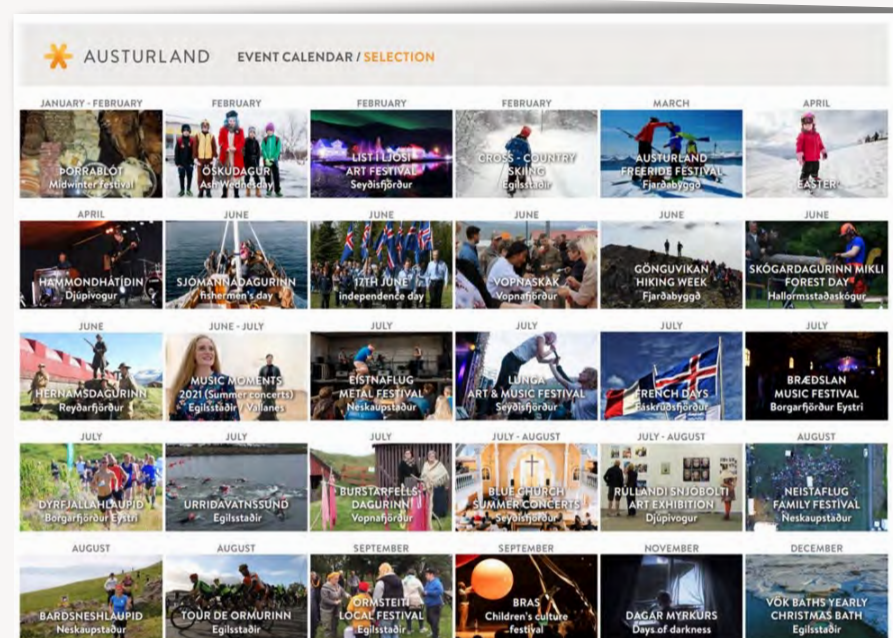 AUSTURLAND EVENT CALENDAR / SELECTION
JANUARY - FEBRUARY
ÞORRABLÓT
Midwinter festival
FEBRUARY
ÖSKUDAGUR
Ash Wednesday
FEBRUARY
LIST Í LJÓSI
ART FESTIVAL
Seyðisfjörður
FEBRUARY
CROSS - COUNTRY
SKIING
Egilsstaðir
MARCH
AUSTURLAND
FREERIDE FESTIVAL
Fjarðabyggð
APRIL
EASTER
APRIL
HAMMONDHÁTÍÐIN
Djúpivogur
JUNE
SJÓMANNADAGURINN
fishermen's day
JUNE
17TH JUNE
independence day
JUNE
VOPNASKAK
Vopnafjörður
JUNE
GÖNGUVIKAN
HIKING WEEK
Fjarðabyggð
JUNE
SKÓGARDAGURINN MIKLI
FOREST DAY
Hallormsstaðaskógur
JUNE
HERNÁMSDAGURINN
Reyðarfjörður
JUNE - JULY
MUSIC MOMENTS
2021 (Summer concerts)
Egilsstaðir / Vallanes
JULY
EISTNAFLUG
METAL FESTIVAL
Neskaupstaður
JULY
LUNGA
ART & MUSIC FESTIVAL
Seyðisfjörður
JULY
FRENCH DAYS
Fáskrúðsfjörður
JULY
BRÆÐSLAN
MUSIC FESTIVAL
Borgarfjörður Eystri
JULY
DYRFJALLAHLAUPIÐ
Borgarfjörður Eystri
JULY
URRIDAVATNSSUND
Egilsstaðir
JULY
BURSTARFELLS-
DAGURINN
Vopnafjörður
JULY - AUGUST
BLUE CHURCH
SUMMER CONCERTS
Seyðisfjörður
JULY - AUGUST
RÚLLANDI SNJÓBOLTI
ART EXHIBITION
Djúpivogur
AUGUST
NEISTAFLUG
FAMILY FESTIVAL
Neskaupstaður
AUGUST
BARÐSNESHLAUPIÐ
Neskaupstaður
AUGUST
TOUR DE ORMURINN
Egilsstaðir
SEPTEMBER
ORMSTEITI
LOCAL FESTIVAL
Egilsstaðir
SEPTEMBER
BRAS
Children's culture
festival
NOVEMBER
DAGAR MYRKURS
Days of darkness
DECEMBER
VÖK BATHS YEARLY
CHRISTMAS BATH
Egilsstaðir